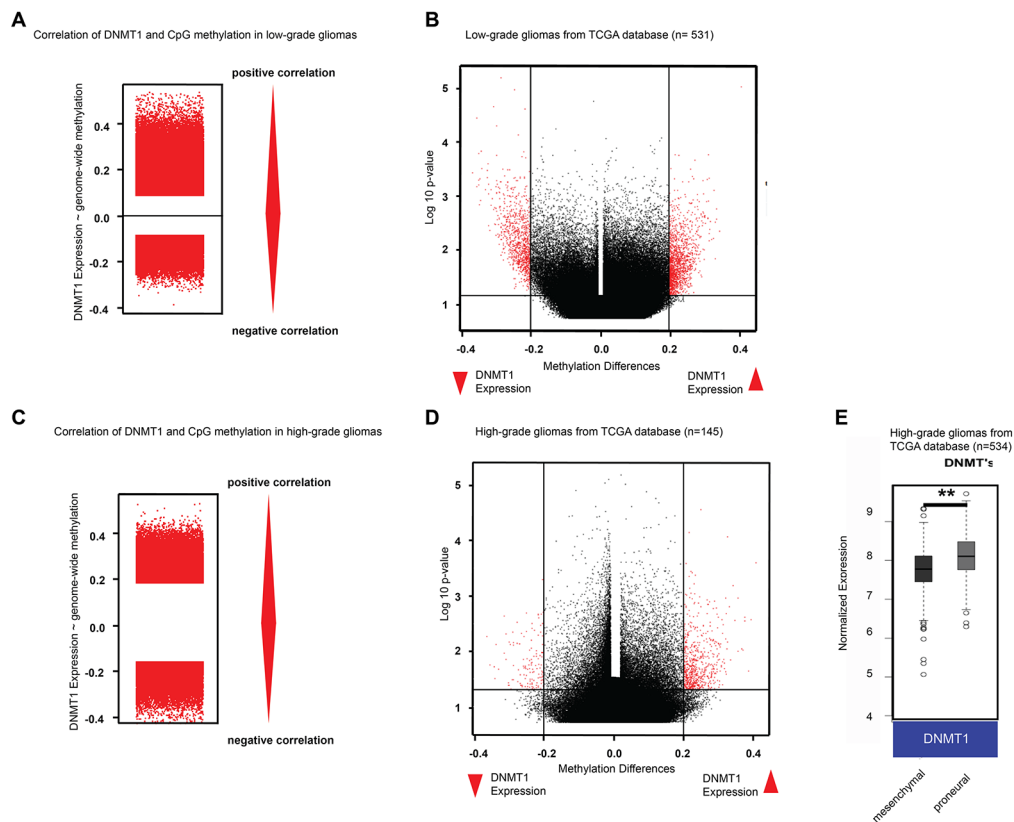 A
Correlation of DNMT1 and CpG methylation in low-grade gliomas
DNMT1 Expression ~ genome-wide methylation
0.4
0.2
0.0
-0.2
-0.4
positive correlation
negative correlation
B
Low-grade gliomas from TCGA database (n= 531)
Log 10 p-value
5
4
3
2
1
-0.4
-0.2
0.0
0.2
0.4
Methylation Differences
DNMT1
Expression
DNMT1
Expression
C
Correlation of DNMT1 and CpG methylation in high-grade gliomas
DNMT1 Expression ~ genome-wide methylation
0.4
0.2
0.0
-0.2
-0.4
positive correlation
negative correlation
D
High-grade gliomas from TCGA database (n=145)
Log 10 p-value
5
4
3
2
1
-0.4
-0.2
0.0
0.2
0.4
Methylation Differences
DNMT1
Expression
DNMT1
Expression
E
High-grade gliomas from
TCGA database (n=534)
DNMT's
**
Normalized Expression
9
8
7
6
5
4
DNMT1
mesenchymal
proneural